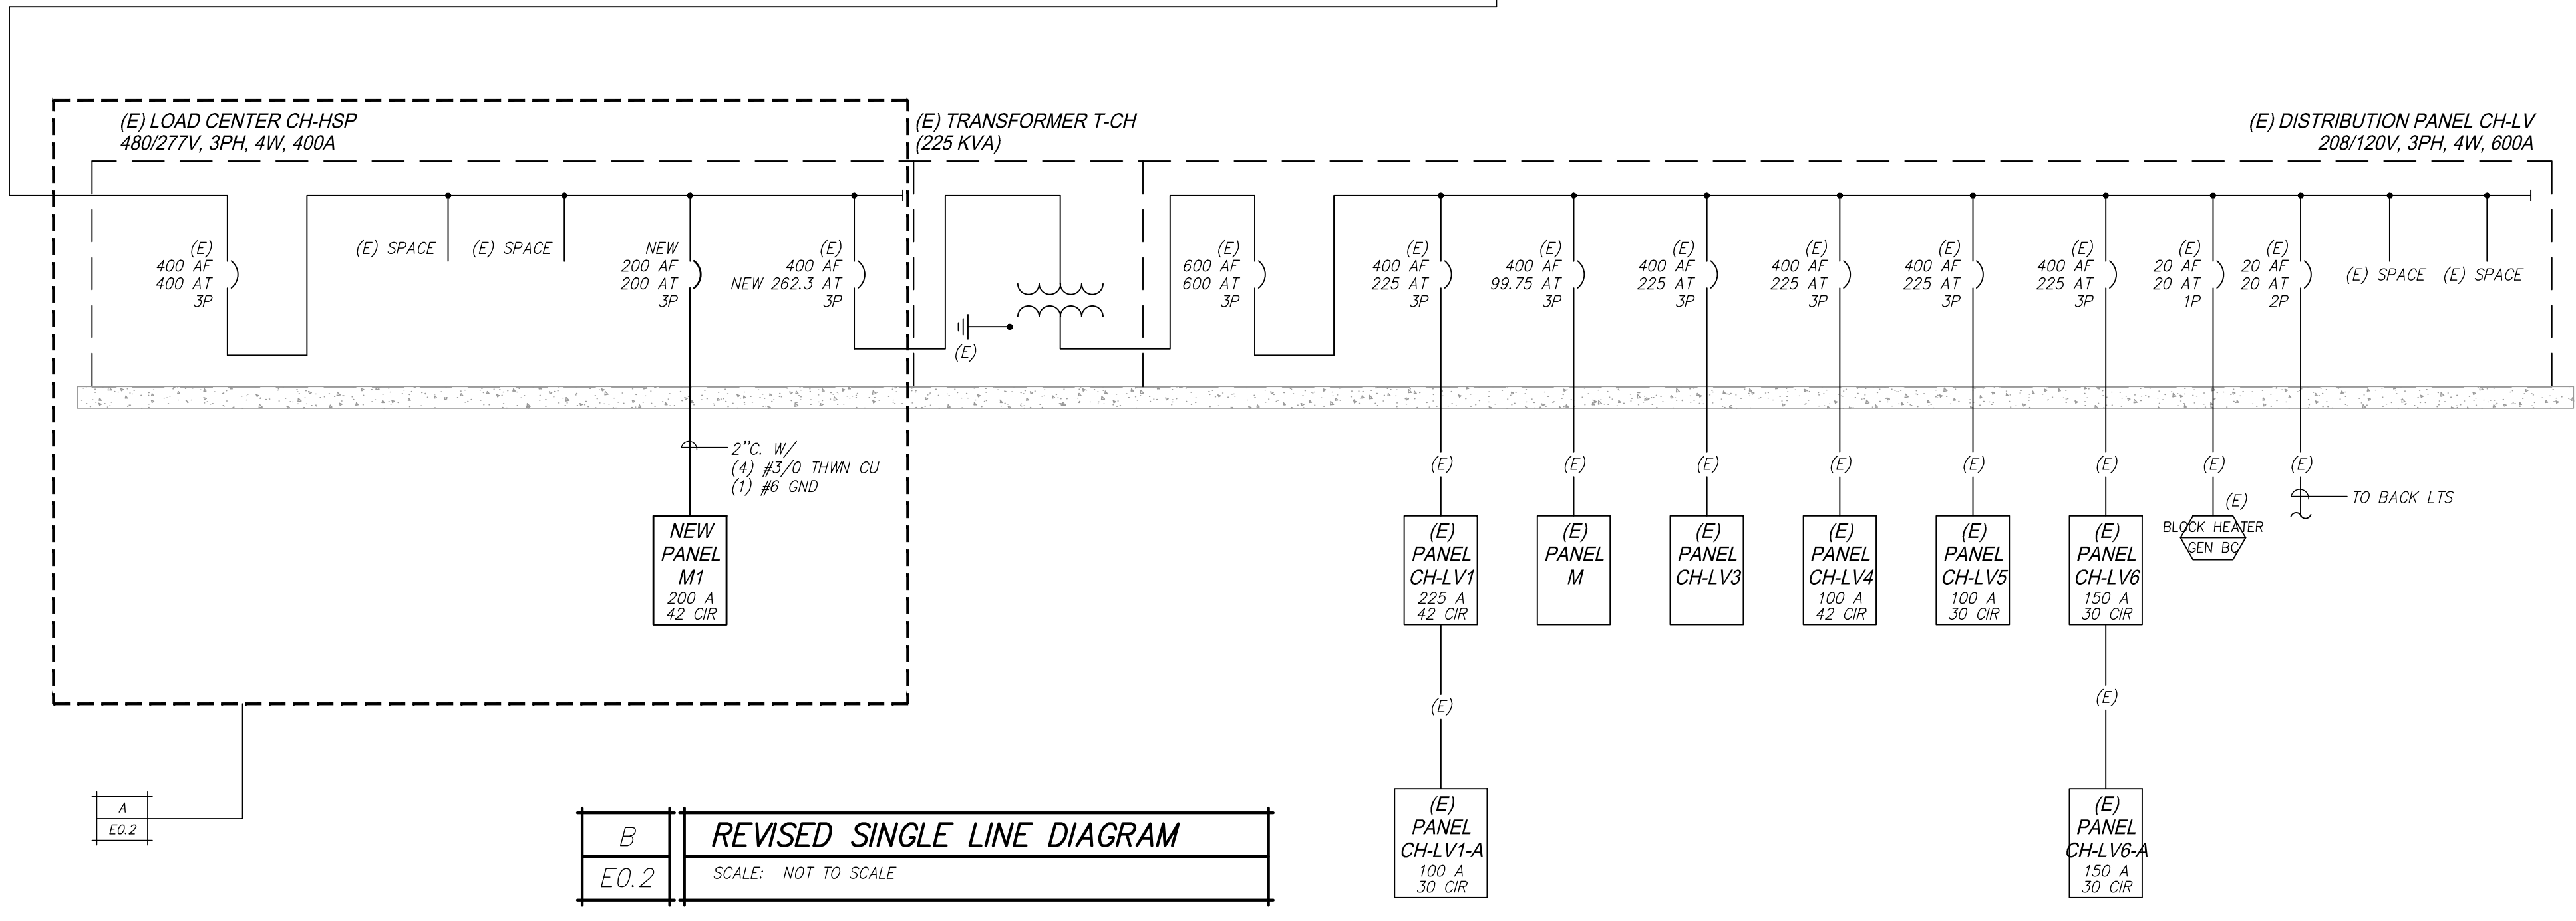 (E) LOAD CENTER CH-HSP
480/277V, 3PH, 4W, 400A
(E) TRANSFORMER T-CH
(225 KVA)
(E) DISTRIBUTION PANEL CH-LV
208/120V, 3PH, 4W, 600A
(E)
400 AF
400 AT
3P
(E) SPACE
(E) SPACE
NEW
200 AF
200 AT
3P
(E)
400 AF
NEW 262.3 AT
3P
(E)
(E)
600 AF
600 AT
3P
(E)
400 AF
225 AT
3P
(E)
400 AF
99.75 AT
3P
(E)
400 AF
225 AT
3P
(E)
400 AF
225 AT
3P
(E)
400 AF
225 AT
3P
(E)
400 AF
225 AT
3P
(E)
20 AF
20 AT
1P
(E)
20 AF
20 AT
2P
(E) SPACE
(E) SPACE
2"C. W/
(4) #3/0 THWN CU
(1) #6 GND
(E)
(E)
(E)
(E)
(E)
(E)
(E)
(E)
TO BACK LTS
NEW
PANEL
M1
200 A
42 CIR
(E)
PANEL
CH-LV1
225 A
42 CIR
(E)
PANEL
M
(E)
PANEL
CH-LV3
(E)
PANEL
CH-LV4
100 A
42 CIR
(E)
PANEL
CH-LV5
100 A
30 CIR
(E)
PANEL
CH-LV6
150 A
30 CIR
(E)
BLOCK HEATER
GEN BC
(E)
(E)
(E)
PANEL
CH-LV1-A
100 A
30 CIR
(E)
PANEL
CH-LV6-A
150 A
30 CIR
A
E0.2
B
E0.2
REVISED SINGLE LINE DIAGRAM
SCALE: NOT TO SCALE